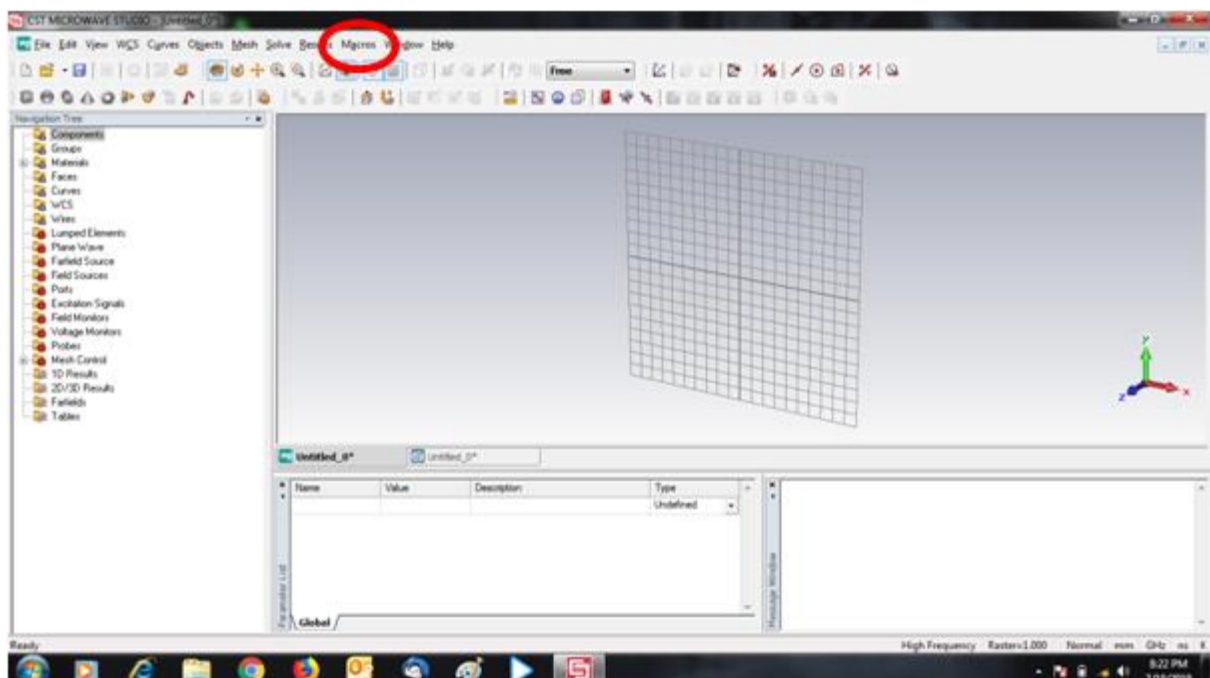 CST MICROWAVE STUDIO - [Untitled_0*]
File Edit View WCS Curves Objects Mesh Solve Results Macros Window Help
Free
Navigation Tree
Components
Groups
Materials
Faces
Curves
WCS
Wires
Lumped Elements
Plane Wave
Farfield Source
Field Sources
Ports
Excitation Signals
Field Monitors
Voltage Monitors
Probes
Mesh Control
1D Results
2D/3D Results
Farfields
Tables
y
x
z
Untitled_0*
Untitled_0*
Name Value Description Type
Undefined
Parameter List
Global
Message Window
Ready
High Frequency Raster=1.000 Normal mm GHz ns K
8:22 PM